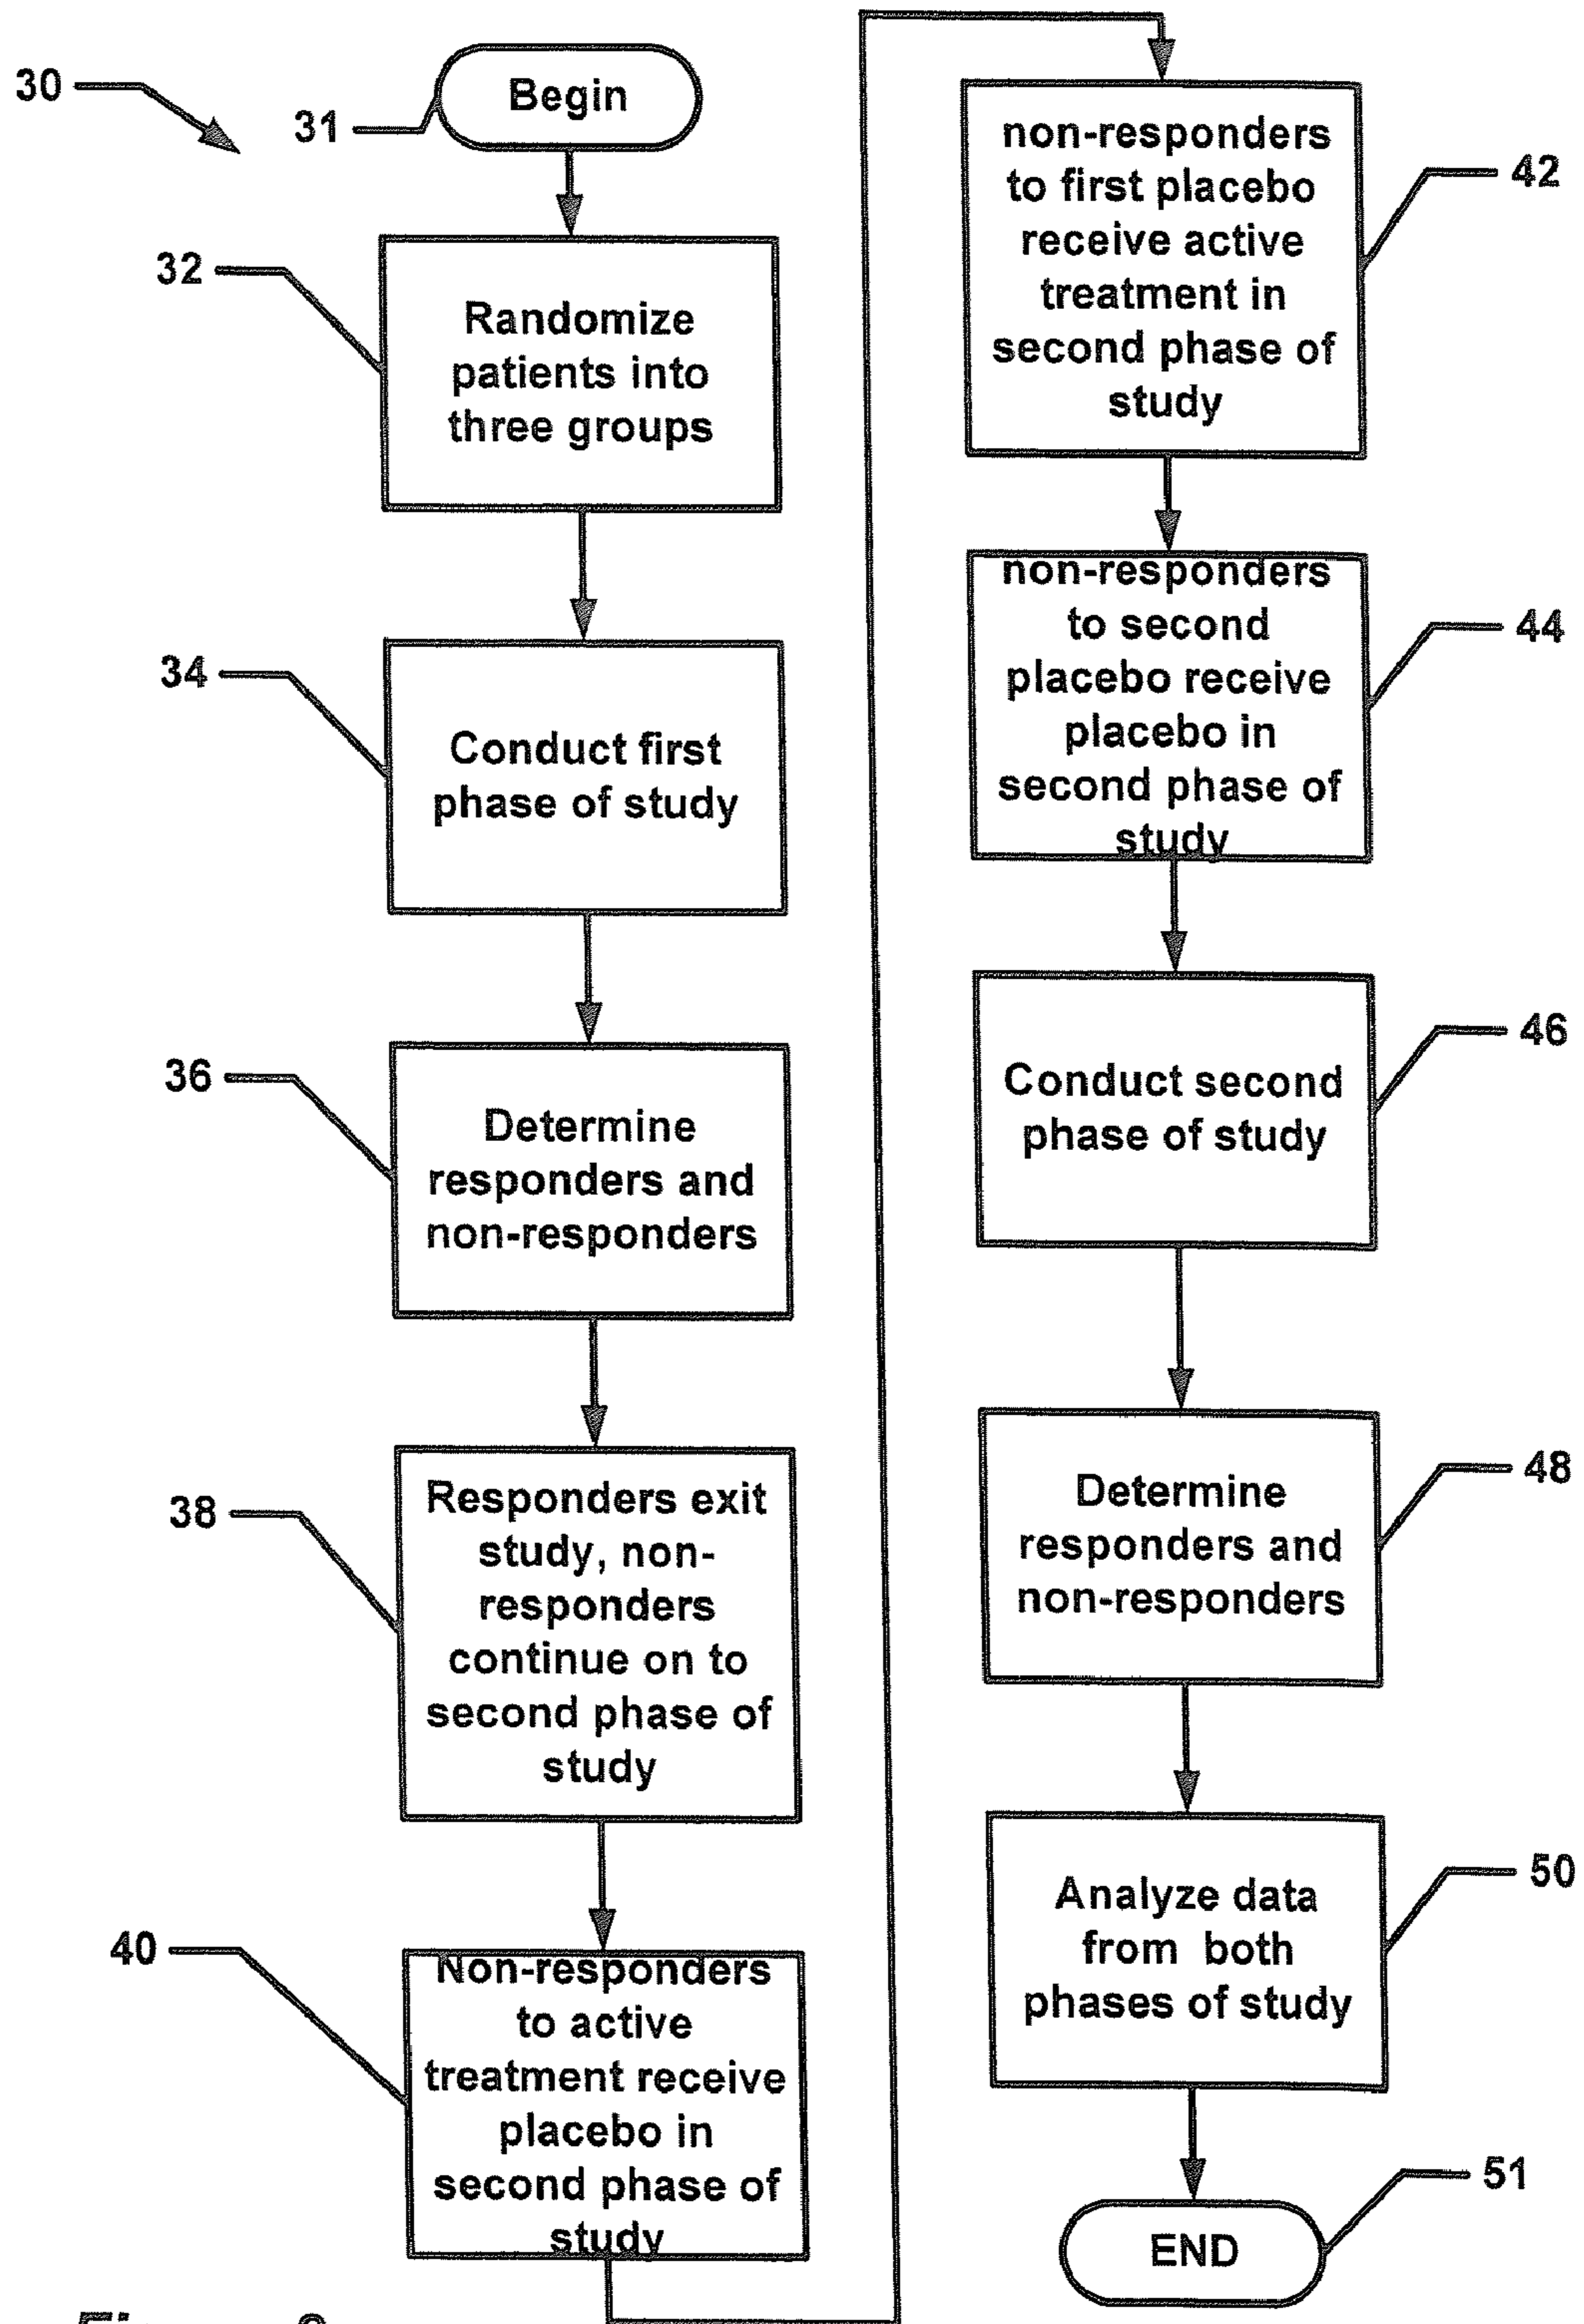 30
31
Begin
32
Randomize
patients into
three groups
34
Conduct first
phase of study
36
Determine
responders and
non-responders
38
Responders exit
study, non-
responders
continue on to
second phase of
study
40
Non-responders
to active
treatment receive
placebo in
second phase of
study
42
non-responders
to first placebo
receive active
treatment in
second phase of
study
44
non-responders
to second
placebo receive
placebo in
second phase of
study
46
Conduct second
phase of study
48
Determine
responders and
non-responders
50
Analyze data
from both
phases of study
51
END